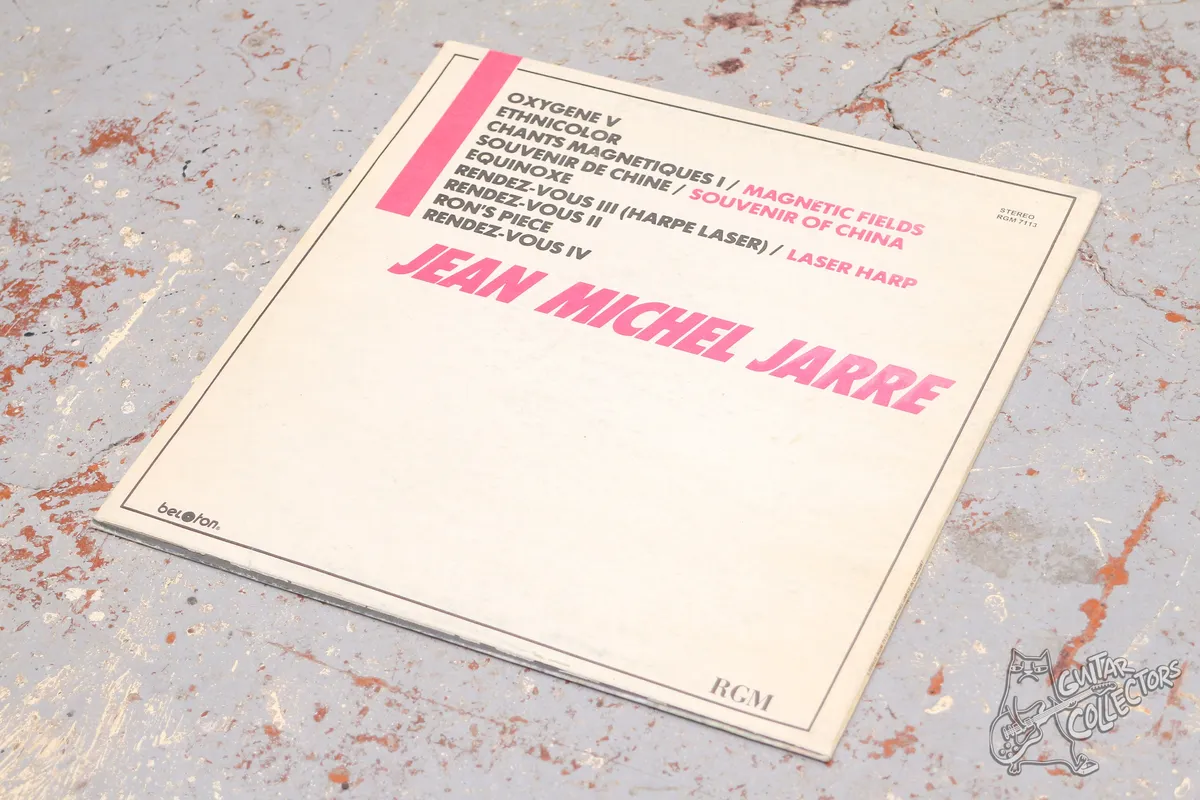 OXYGENE V
ETHNICOLOR
CHANTS MAGNETIQUES I / MAGNETIC FIELDS
SOUVENIR DE CHINE / SOUVENIR OF CHINA
EQUINOXE
RENDEZ-VOUS III (HARPE LASER) / LASER HARP
RENDEZ-VOUS II
RON'S PIECE
RENDEZ-VOUS IV
JEAN MICHEL JARRE
STEREO
RGM 7113
beloton®
RGM
GUITAR
COLLECTORS